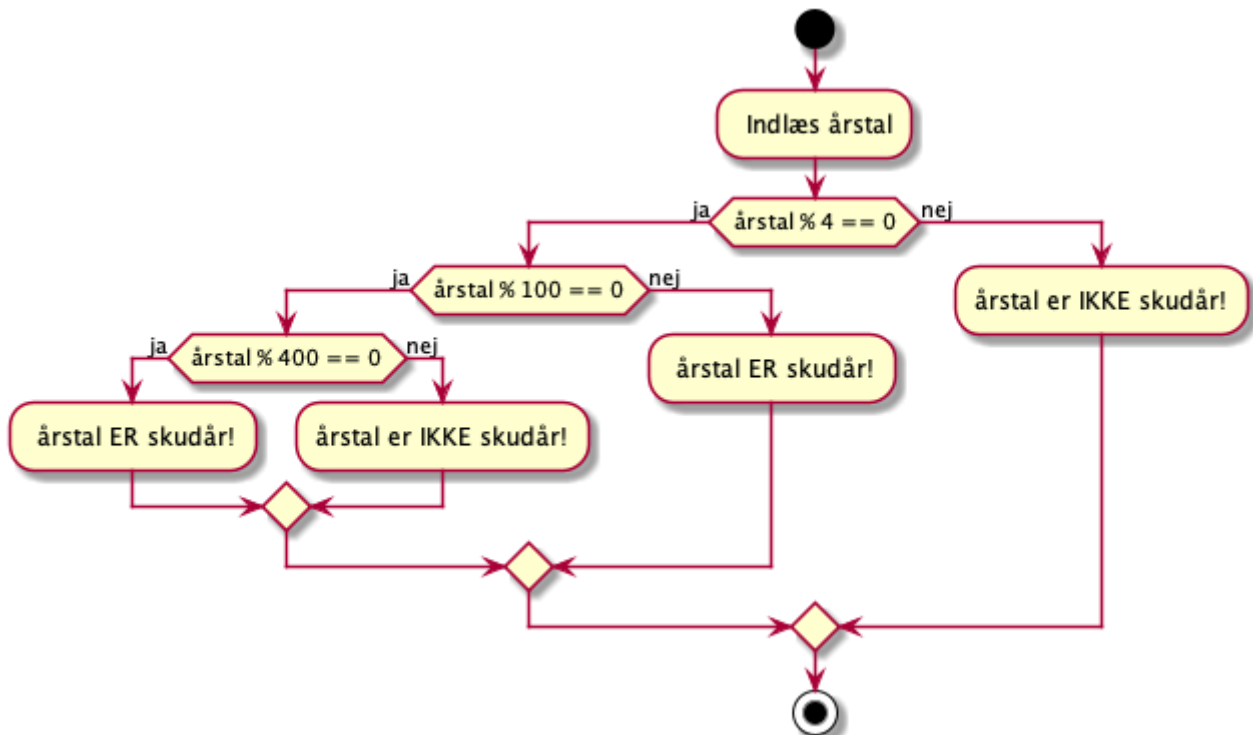 Indlæs årstal
ja
årstal % 4 == 0
nej
ja
årstal % 100 == 0
nej
årstal er IKKE skudår!
ja
årstal % 400 == 0
nej
årstal ER skudår!
årstal ER skudår!
årstal er IKKE skudår!